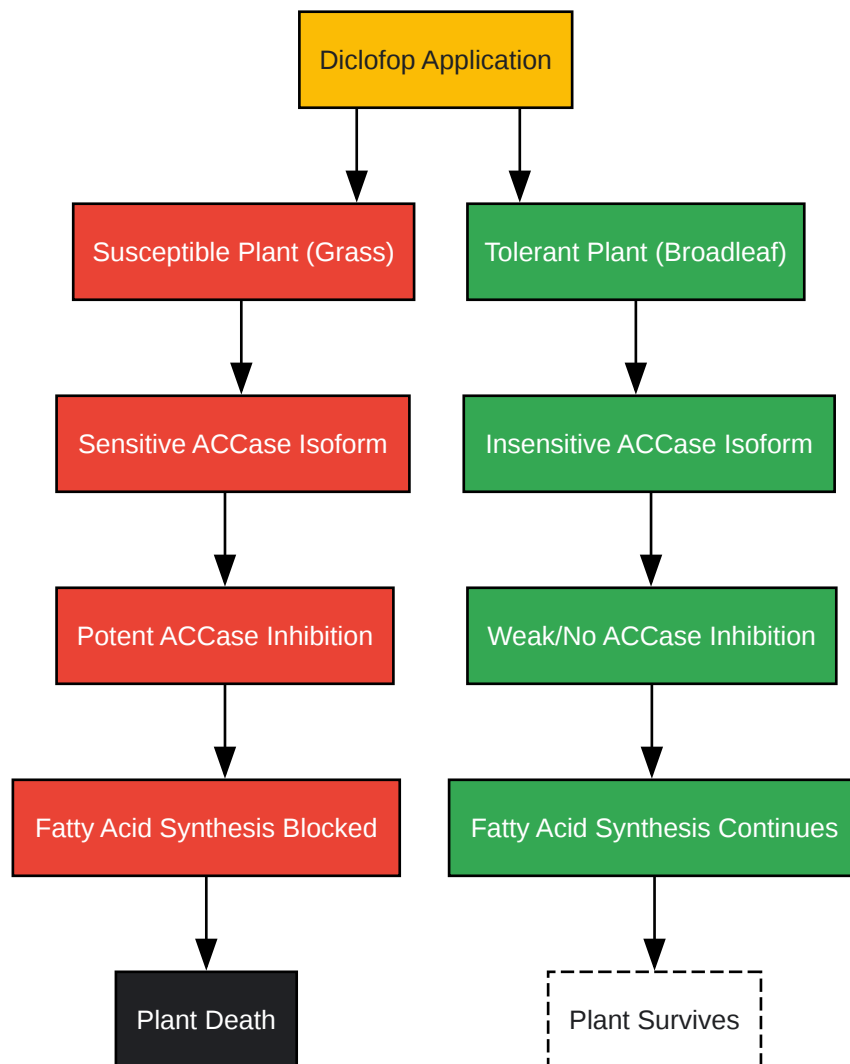 Diclofop Application
Susceptible Plant (Grass)
Tolerant Plant (Broadleaf)
Sensitive ACCase Isoform
Insensitive ACCase Isoform
Potent ACCase Inhibition
Weak/No ACCase Inhibition
Fatty Acid Synthesis Blocked
Fatty Acid Synthesis Continues
Plant Death
Plant Survives